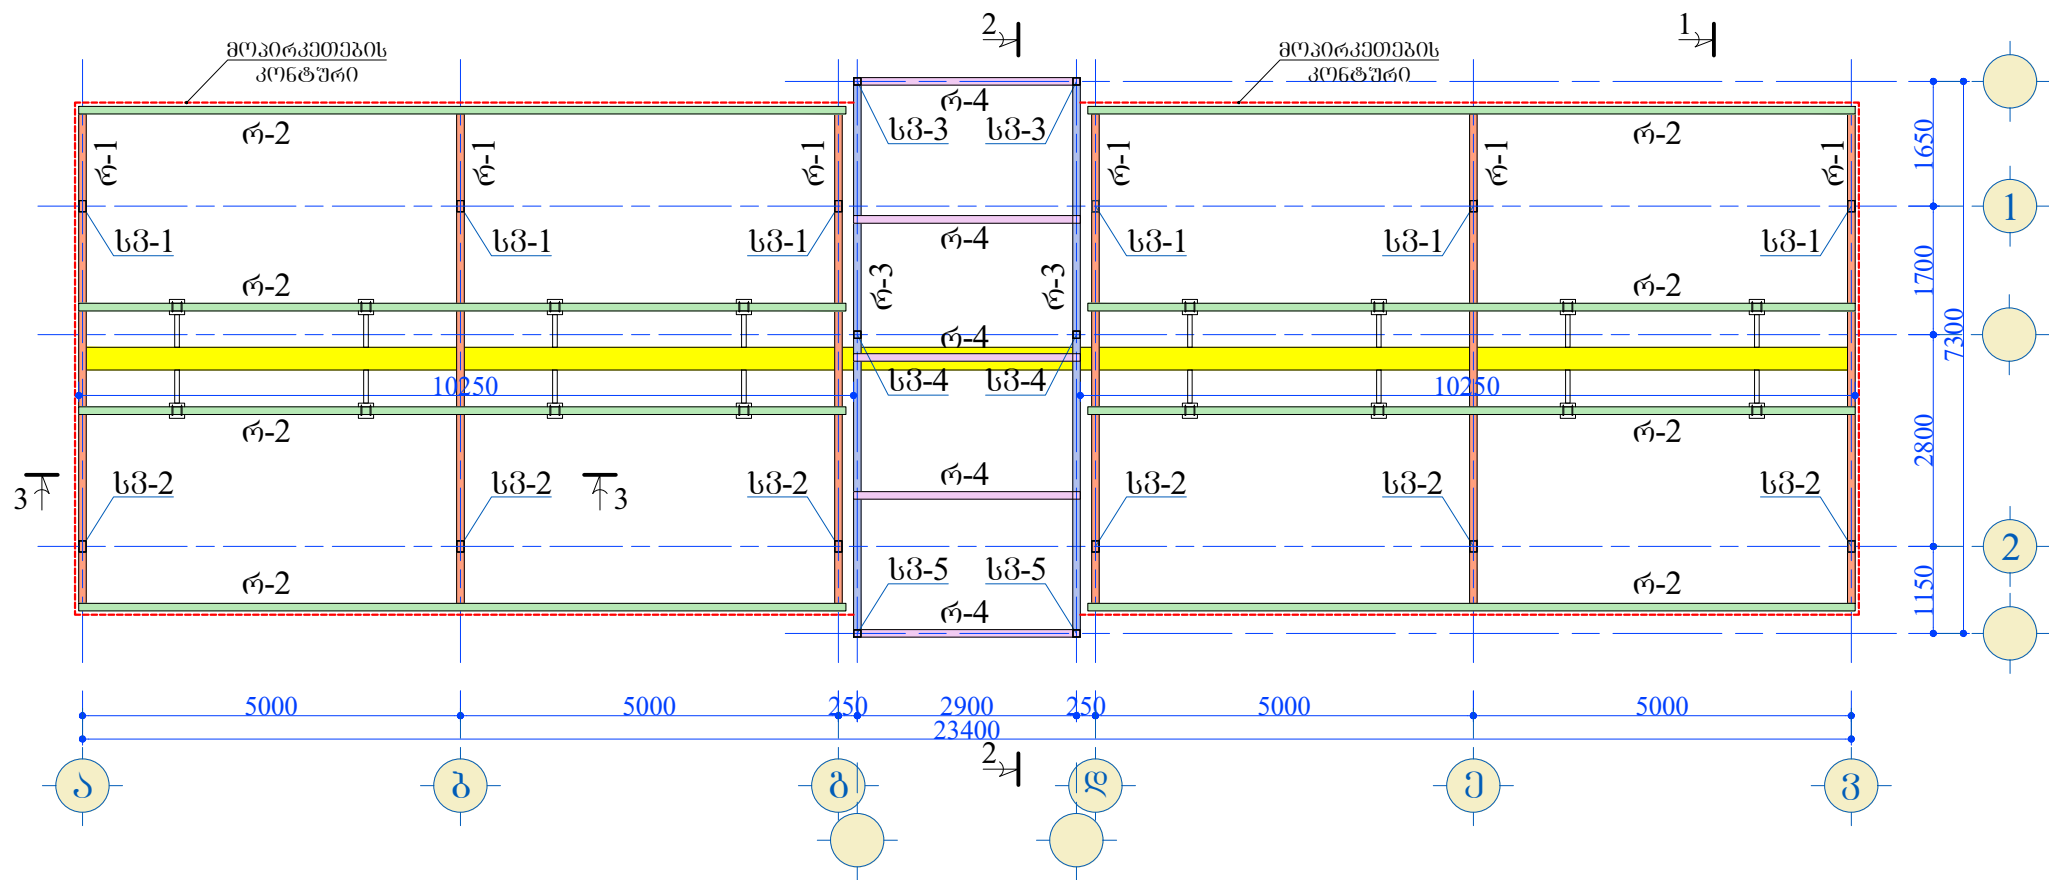 2
1
მოპირკეთების
კონტური
მოპირკეთების
კონტური
რ-4
რ-2
რ-2
სვ-3
სვ-3
ღ-1
ღ-1
ღ-1
ღ-1
ღ-1
ღ-1
1650
1
სვ-1
სვ-1
სვ-1
რ-4
სვ-1
სვ-1
სვ-1
1700
რ-2
ღ-3
ღ-3
რ-2
რ-4
7300
10250
სვ-4
სვ-4
10250
რ-2
რ-2
2800
3
სვ-2
სვ-2
3
სვ-2
რ-4
სვ-2
სვ-2
სვ-2
2
რ-2
სვ-5
სვ-5
რ-2
1150
რ-4
5000
5000
250
2900
250
5000
5000
23400
2
ა
ბ
გ
დ
ე
ვ